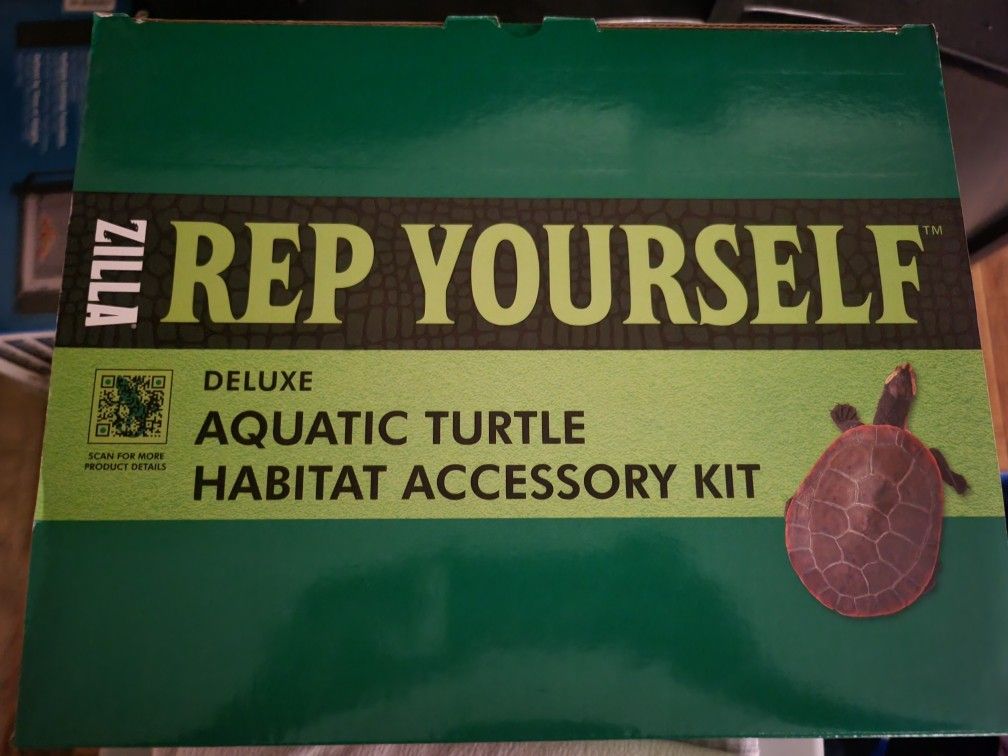 ZILLA
REP YOURSELF™
DELUXE
AQUATIC TURTLE
HABITAT ACCESSORY KIT
SCAN FOR MORE
PRODUCT DETAILS